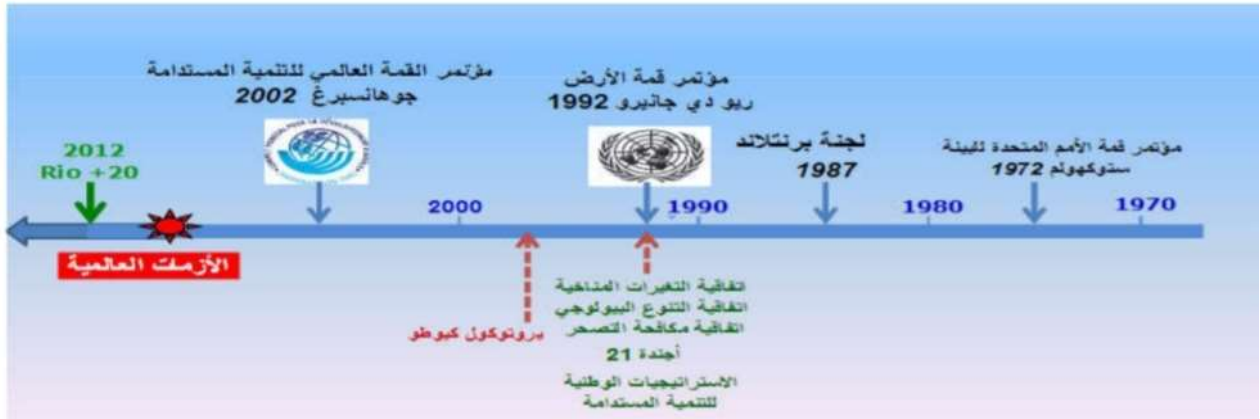 مؤتمر القمة العالمي للتنمية المستدامة
جوهانسبرغ 2002
مؤتمر قمة الأرض
ريو دي جانيرو 1992
لجنة برنتلاند
1987
مؤتمر قمة الأمم المتحدة للبيئة
ستوكهولم 1972
2012
Rio +20
1970
1980
1990
2000
الأزمات العالمية
بروتوكول كيوطو
اتفاقية التغيرات المناخية
اتفاقية التنوع البيولوجي
اتفاقية مكافحة التصحر
أجندة 21
الاستراتيجيات الوطنية
للتنمية المستدامة